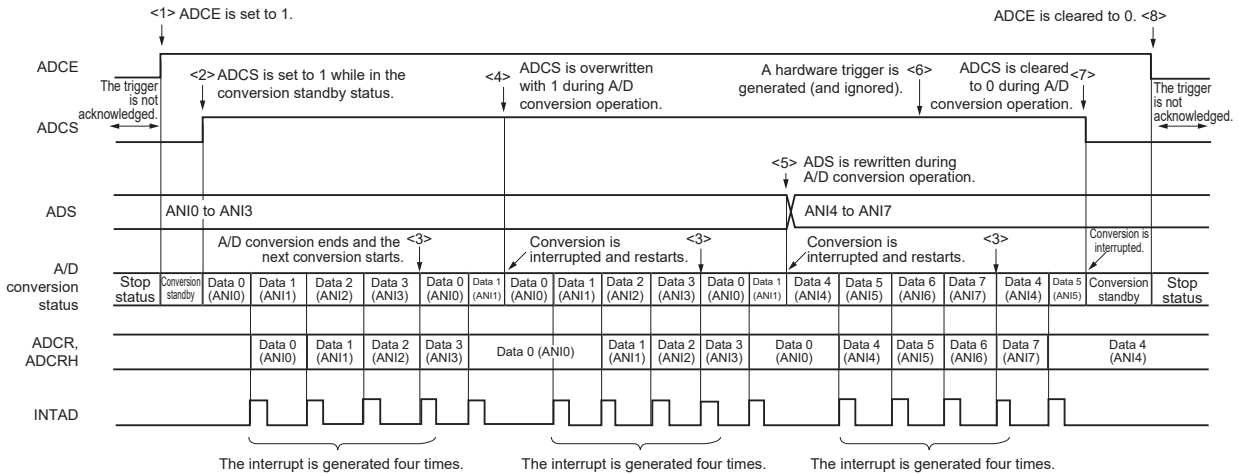 <1> ADCE is set to 1.
ADCE is cleared to 0. <8>
ADCE
The trigger
is not
acknowledged.
<2> ADCS is set to 1 while in the
conversion standby status.
<4> ADCS is overwritten
with 1 during A/D
conversion operation.
A hardware trigger is <6>
generated (and ignored).
ADCS is cleared <7>
to 0 during A/D
conversion operation.
The trigger
is not
acknowledged.
ADCS
<5> ADS is rewritten during
A/D conversion operation.
ADS
ANI0 to ANI3
ANI4 to ANI7
A/D conversion ends and the <3>
next conversion starts.
Conversion is <3>
interrupted and restarts.
Conversion is <3>
interrupted and restarts.
Conversion is
interrupted.
A/D
conversion
status
Stop Conversion Data 0 Data 1 Data 2 Data 3 Data 0 Data 1 Data 0 Data 1 Data 2 Data 3 Data 0 Data 1 Data 4 Data 5 Data 6 Data 7 Data 4 Data 5 Conversion Stop
status standby (ANI0) (ANI1) (ANI2) (ANI3) (ANI0) (ANI1) (ANI0) (ANI1) (ANI2) (ANI3) (ANI0) (ANI1) (ANI4) (ANI5) (ANI6) (ANI7) (ANI4) (ANI5) standby status
ADCR,
ADCRH
Data 0 Data 1 Data 2 Data 3 Data 0 (ANI0) Data 1 Data 2 Data 3 Data 0 Data 4 Data 5 Data 6 Data 7 Data 4
(ANI0) (ANI1) (ANI2) (ANI3) (ANI1) (ANI2) (ANI3) (ANI0) (ANI4) (ANI5) (ANI6) (ANI7) (ANI4)
INTAD
The interrupt is generated four times.
The interrupt is generated four times.
The interrupt is generated four times.